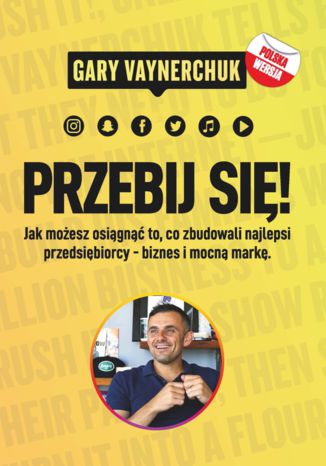 GARY VAYNERCHUK
POLSKA
WERSJA
PRZEBIJ SIĘ!
Jak możesz osiągnąć to, co zbudowali najlepsi
przedsiębiorcy - biznes i mocną markę.